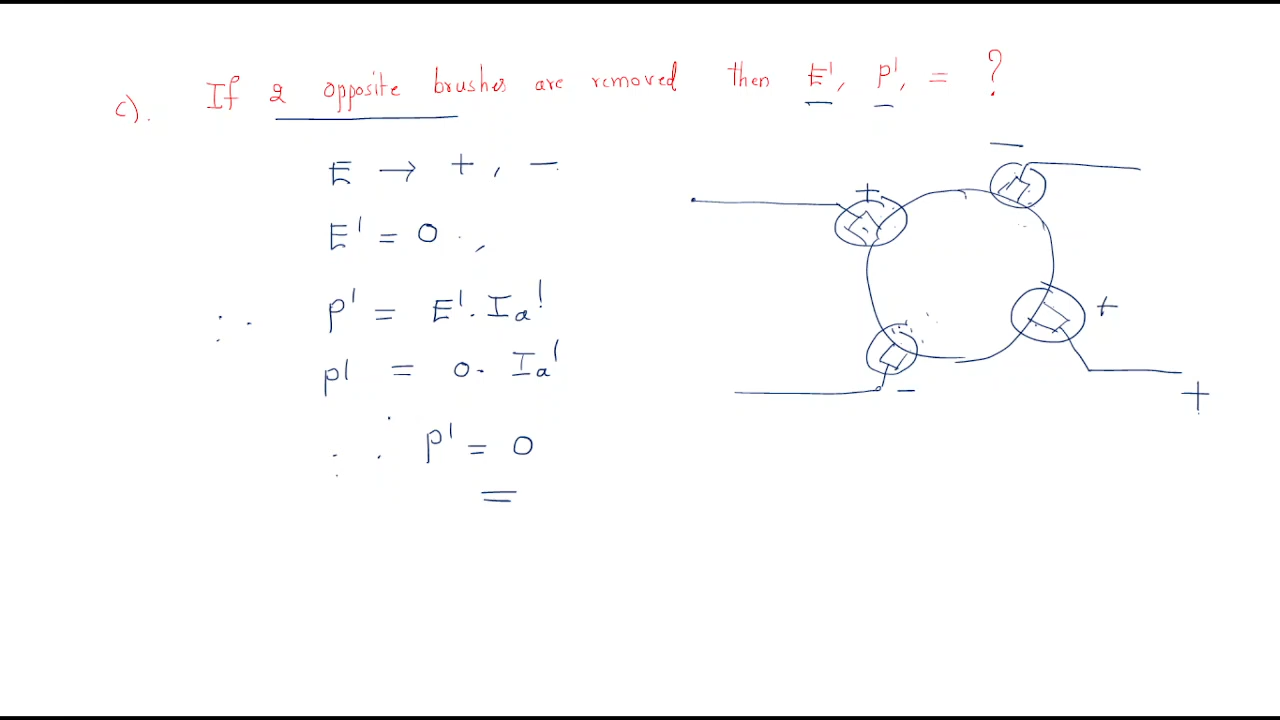 c). If 2 opposite brushes are removed then E', P', = ?
E → +, -
E' = 0,
∴ P' = E'. Ia'
P' = 0. Ia'
∴ P' = 0
-
+
+
-
+